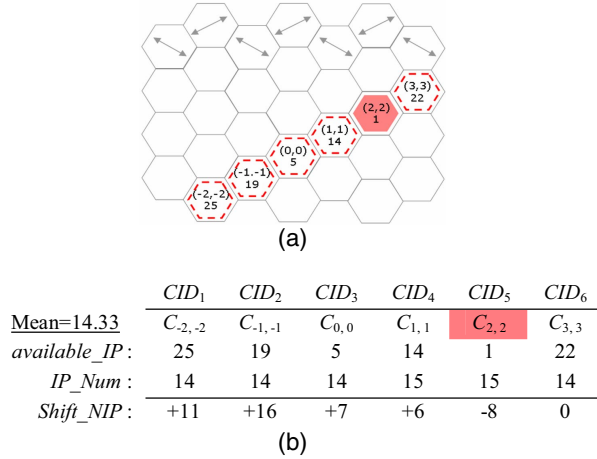 (3,3)
22
(2,2)
1
(1,1)
14
(0,0)
5
(-1,-1)
19
(-2,-2)
25
(a)
CID1 CID2 CID3 CID4 CID5 CID6
Mean=14.33 C-2, -2 C-1, -1 C0, 0 C1, 1 C2, 2 C3, 3
available_IP : 25 19 5 14 1 22
IP_Num : 14 14 14 15 15 14
Shift_NIP : +11 +16 +7 +6 -8 0
(b)